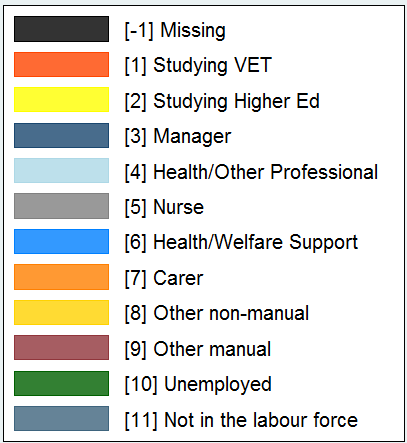 [-1] Missing
[1] Studying VET
[2] Studying Higher Ed
[3] Manager
[4] Health/Other Professional
[5] Nurse
[6] Health/Welfare Support
[7] Carer
[8] Other non-manual
[9] Other manual
[10] Unemployed
[11] Not in the labour force